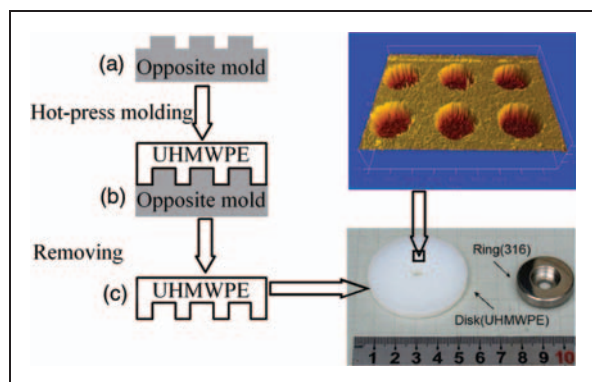 (a)
Opposite mold
Hot-press molding
UHMWPE
(b)
Opposite mold
Removing
(c)
UHMWPE
Ring(316)
Disk(UHMWPE)
1 2 3 4 5 6 7 8 9 10